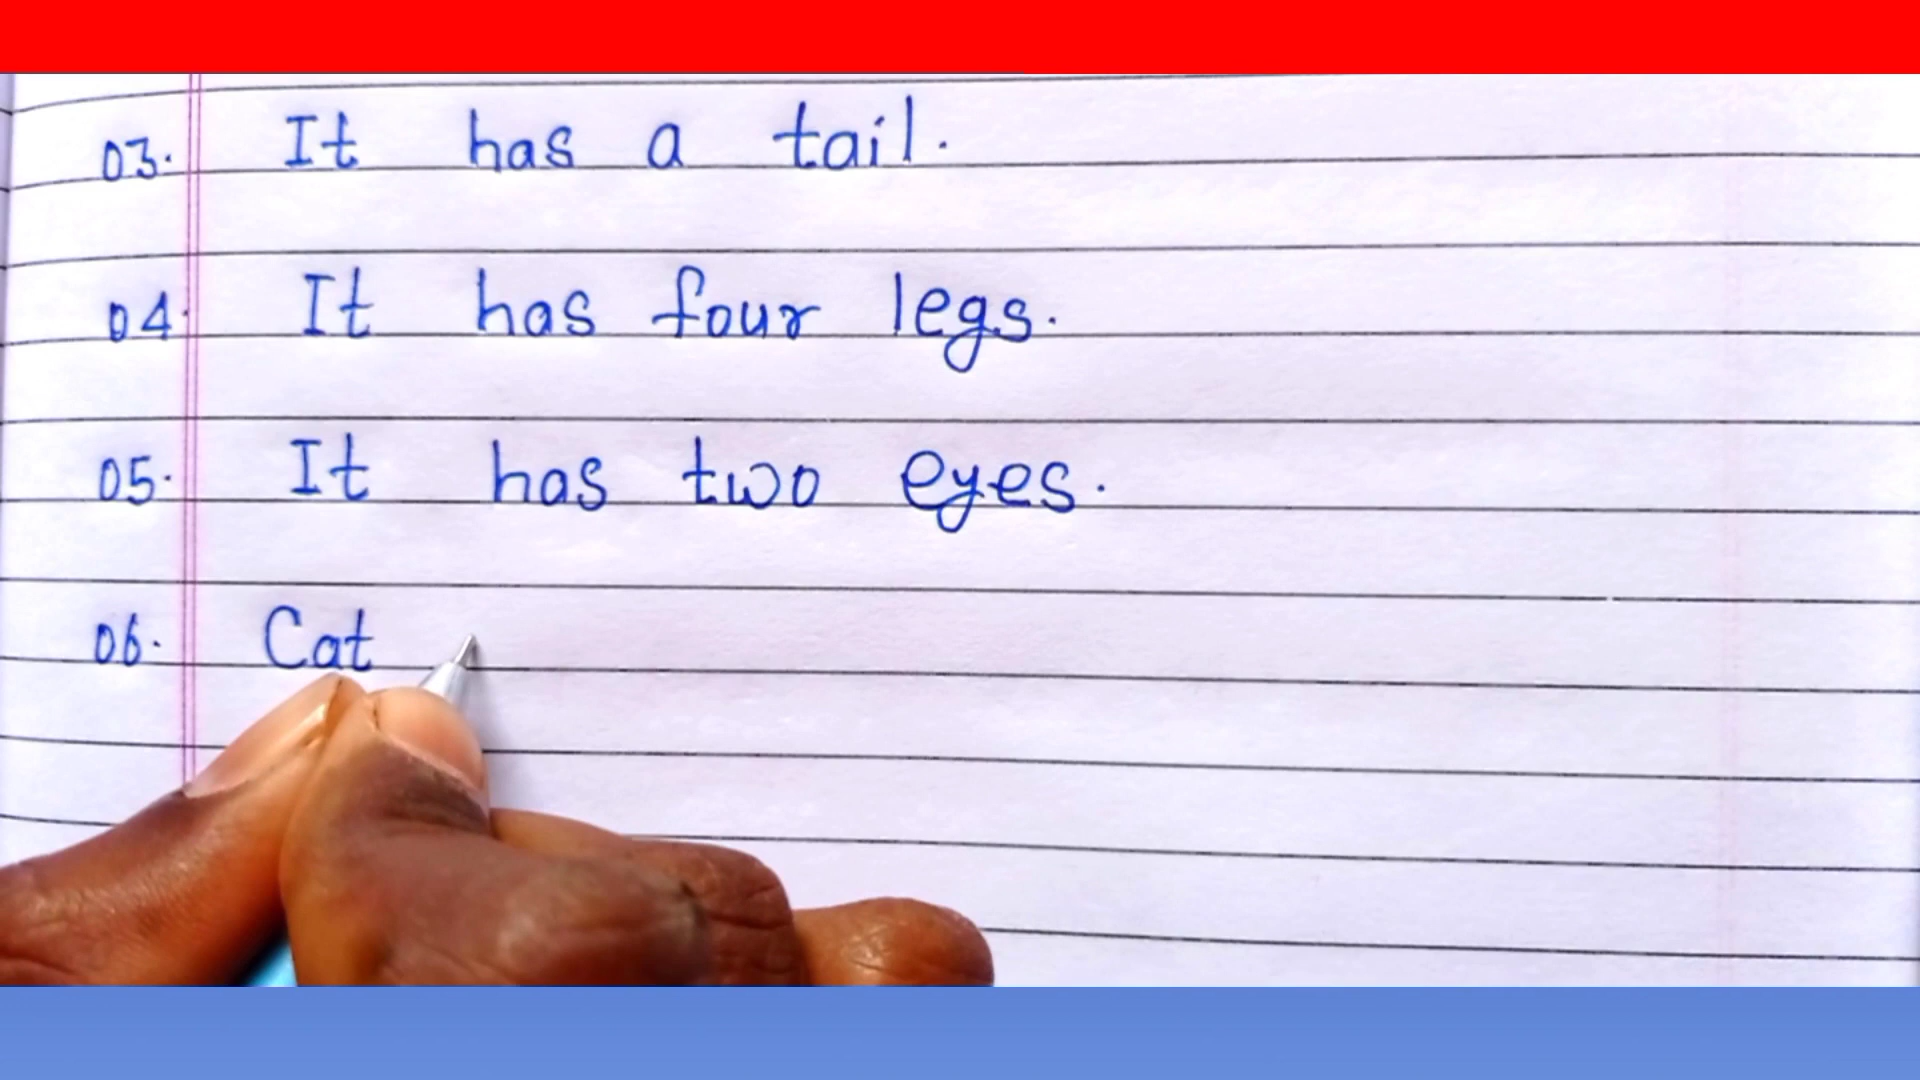 03. It has a tail.
04. It has four legs.
05. It has two eyes.
06. Cat